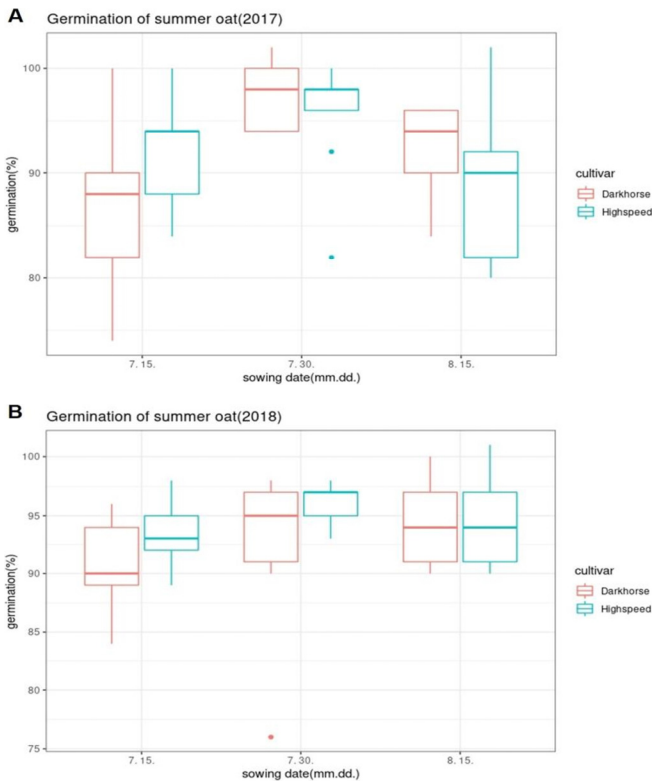 A
Germination of summer oat(2017)
100
90
80
germination(%)
7.15.
7.30.
8.15.
sowing date(mm.dd.)
cultivar
Darkhorse
Highspeed
B
Germination of summer oat(2018)
100
95
90
85
80
75
germination(%)
7.15.
7.30.
8.15.
sowing date(mm.dd.)
cultivar
Darkhorse
Highspeed